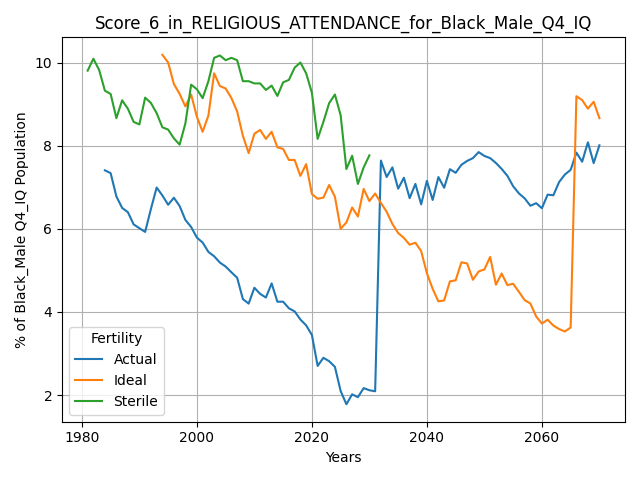 Score_6_in_RELIGIOUS_ATTENDANCE_for_Black_Male_Q4_IQ
% of Black_Male Q4_IQ Population
10
8
6
4
2
Fertility
Actual
Ideal
Sterile
1980
2000
2020
2040
2060
Years